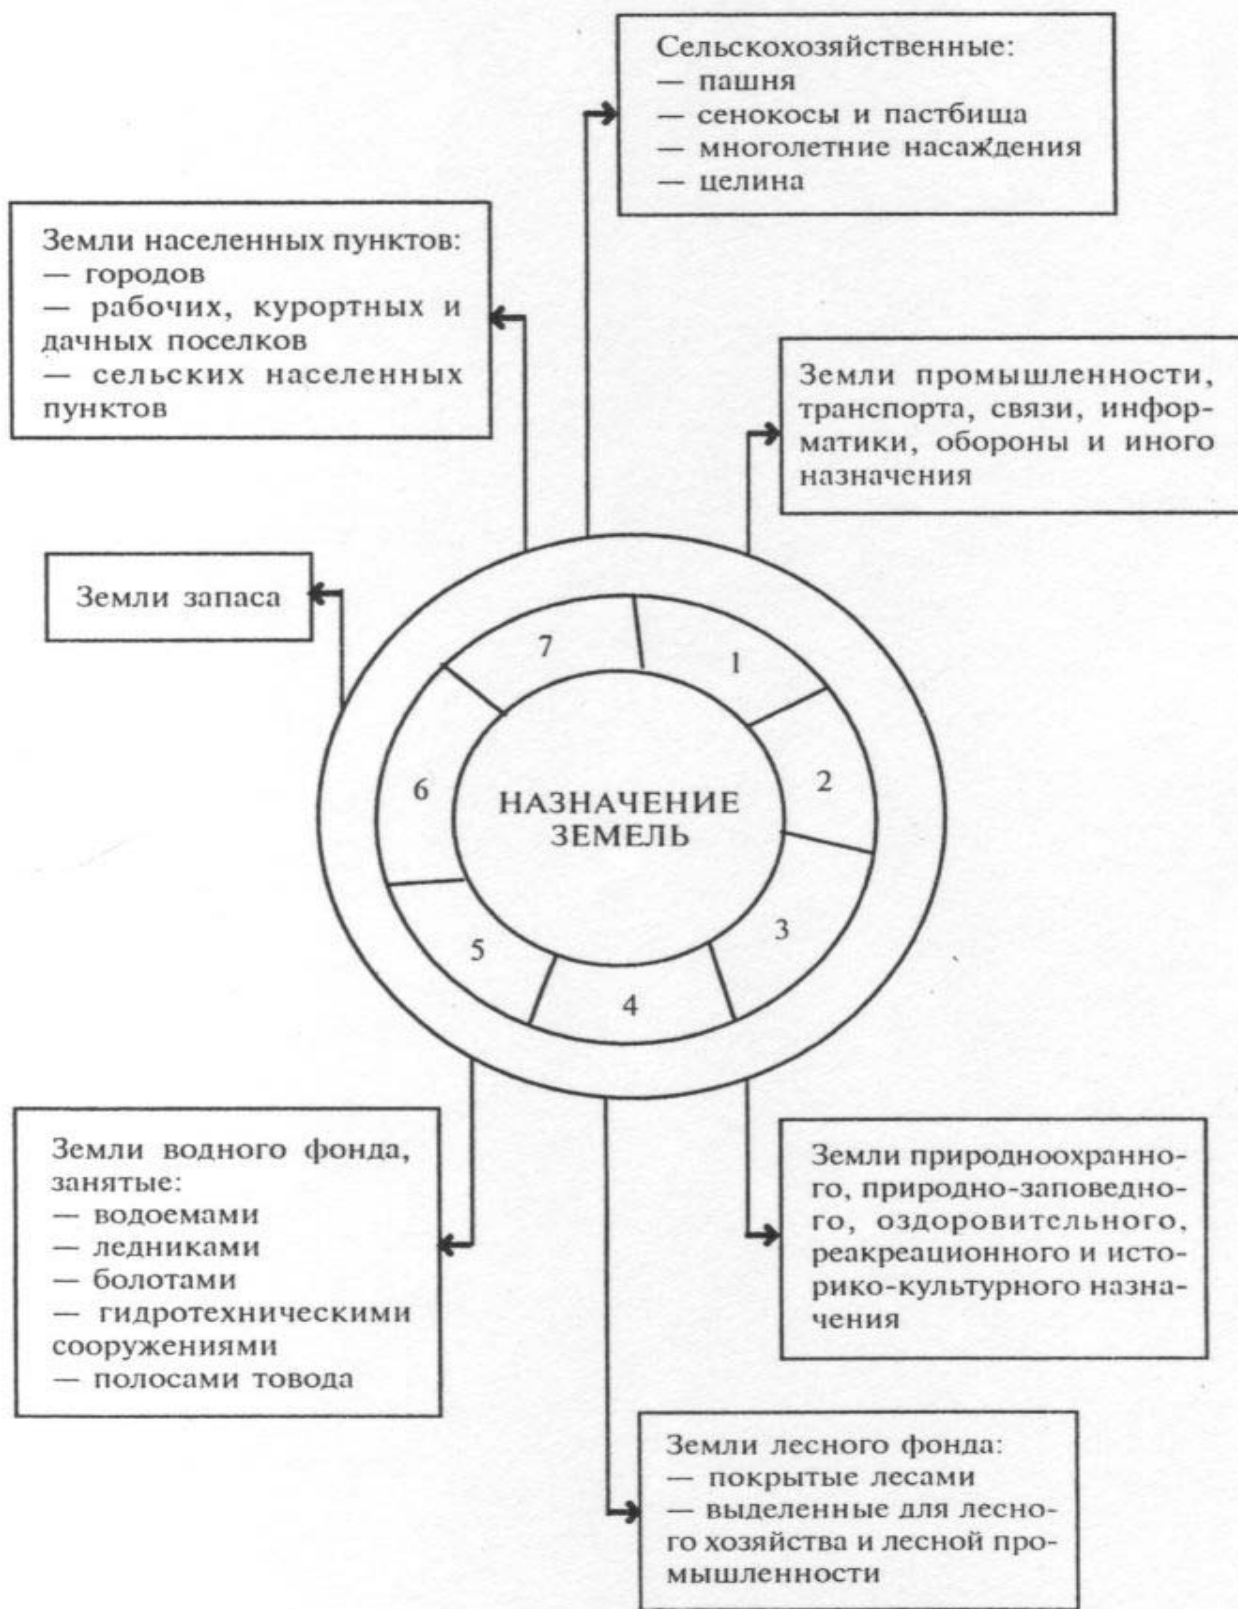 Сельскохозяйственные:
— пашня
— сенокосы и пастбища
— многолетние насаждения
— целина
Земли населенных пунктов:
— городов
— рабочих, курортных и
дачных поселков
— сельских населенных
пунктов
Земли промышленности,
транспорта, связи, инфор-
матики, обороны и иного
назначения
Земли запаса
7
1
6
НАЗНАЧЕНИЕ
ЗЕМЕЛЬ
2
5
3
4
Земли водного фонда,
занятые:
— водоемами
— ледниками
— болотами
— гидротехническими
сооружениями
— полосами товода
Земли природноохранно-
го, природно-заповедно-
го, оздоровительного,
реакреационного и исто-
рико-культурного назна-
чения
Земли лесного фонда:
— покрытые лесами
— выделенные для лесно-
го хозяйства и лесной про-
мышленности